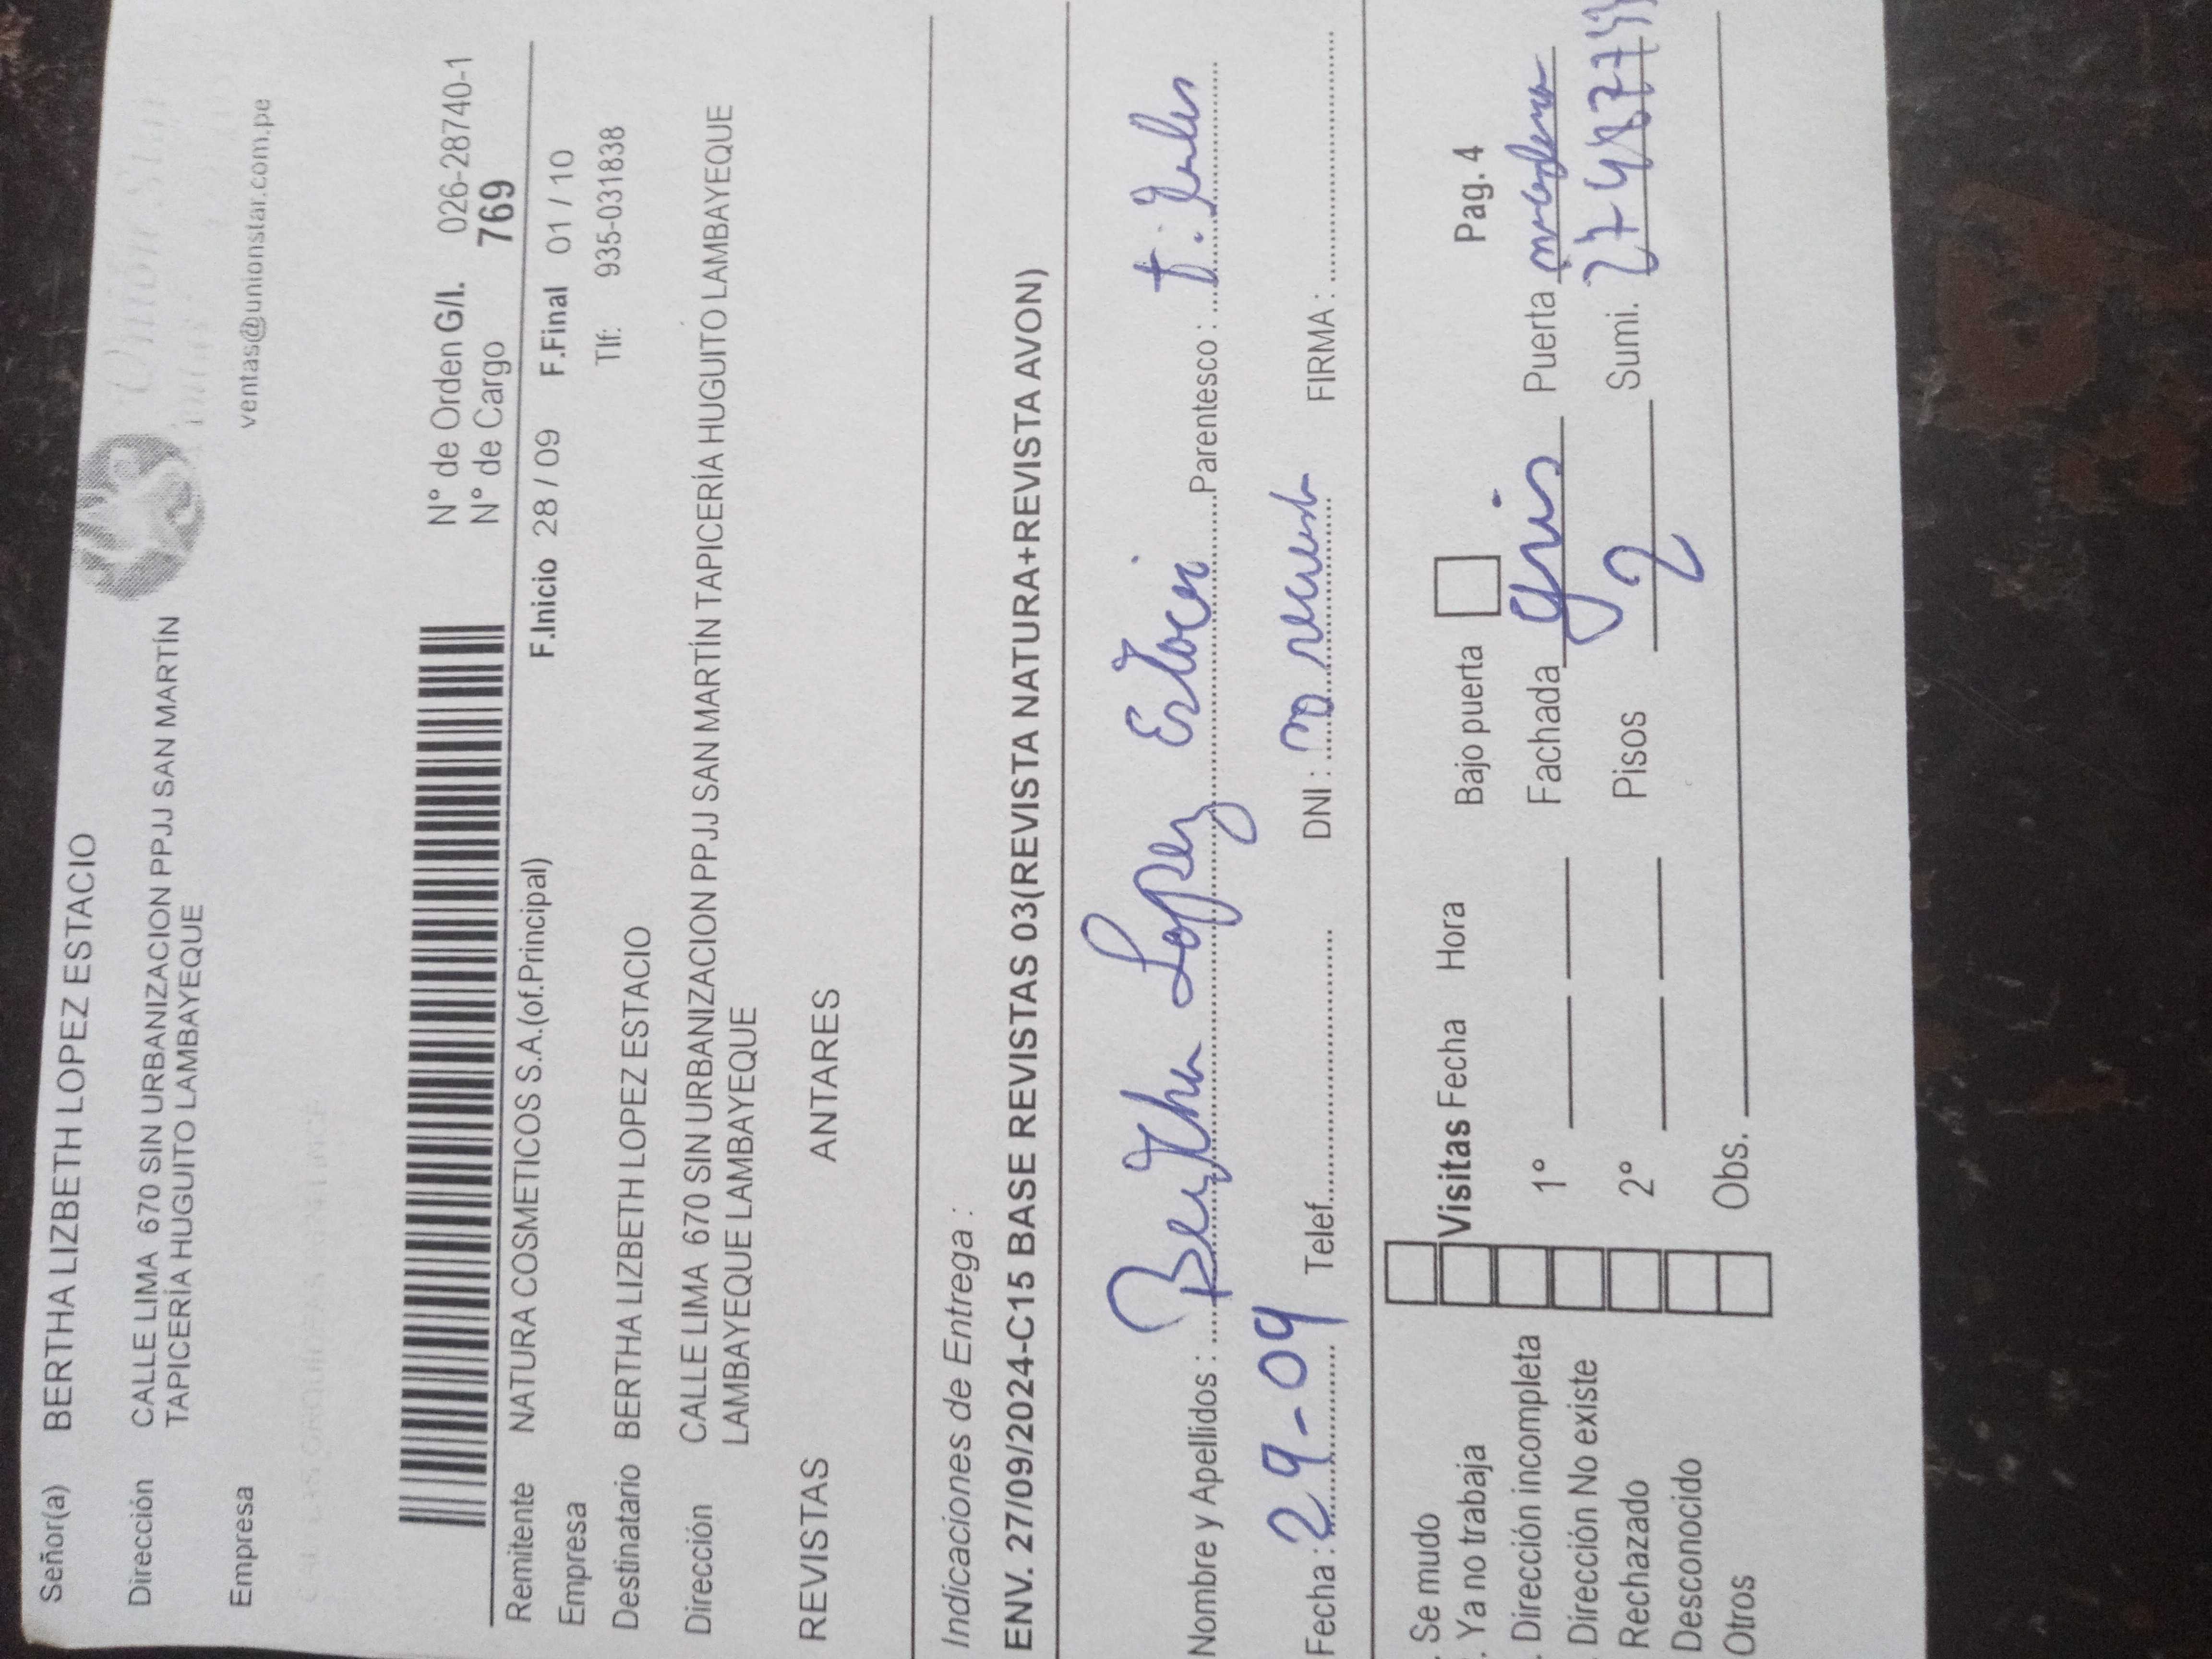 Señor(a) BERTHA LIZBETH LOPEZ ESTACIO
Dirección CALLE LIMA 670 SIN URBANIZACION PPJJ SAN MARTÍN
TAPICERÍA HUGUITO LAMBAYEQUE
Empresa
ventas@unionstar.com.pe
N° de Orden G/I. 026-28740-1
N° de Cargo 769
Remitente NATURA COSMETICOS S.A.(of.Principal)
F.Inicio 28 / 09 F.Final 01 / 10
Empresa
Tlf: 935-031838
Destinatario BERTHA LIZBETH LOPEZ ESTACIO
Dirección CALLE LIMA 670 SIN URBANIZACION PPJJ SAN MARTÍN TAPICERÍA HUGUITO LAMBAYEQUE
LAMBAYEQUE LAMBAYEQUE
REVISTAS ANTARES
Indicaciones de Entrega :
ENV. 27/09/2024-C15 BASE REVISTAS 03(REVISTA NATURA+REVISTA AVON)
Nombre y Apellidos : Bertha Lopez Estacio Parentesco :
Fecha : 29-09 Telef. DNI : no recuerda FIRMA :
Se mudo
Ya no trabaja
Dirección incompleta
Dirección No existe
Rechazado
Desconocido
Otros
Visitas Fecha Hora
1°
2°
Obs.
Bajo puerta Pag. 4
Fachada gris Puerta
Pisos 2 Sumi.